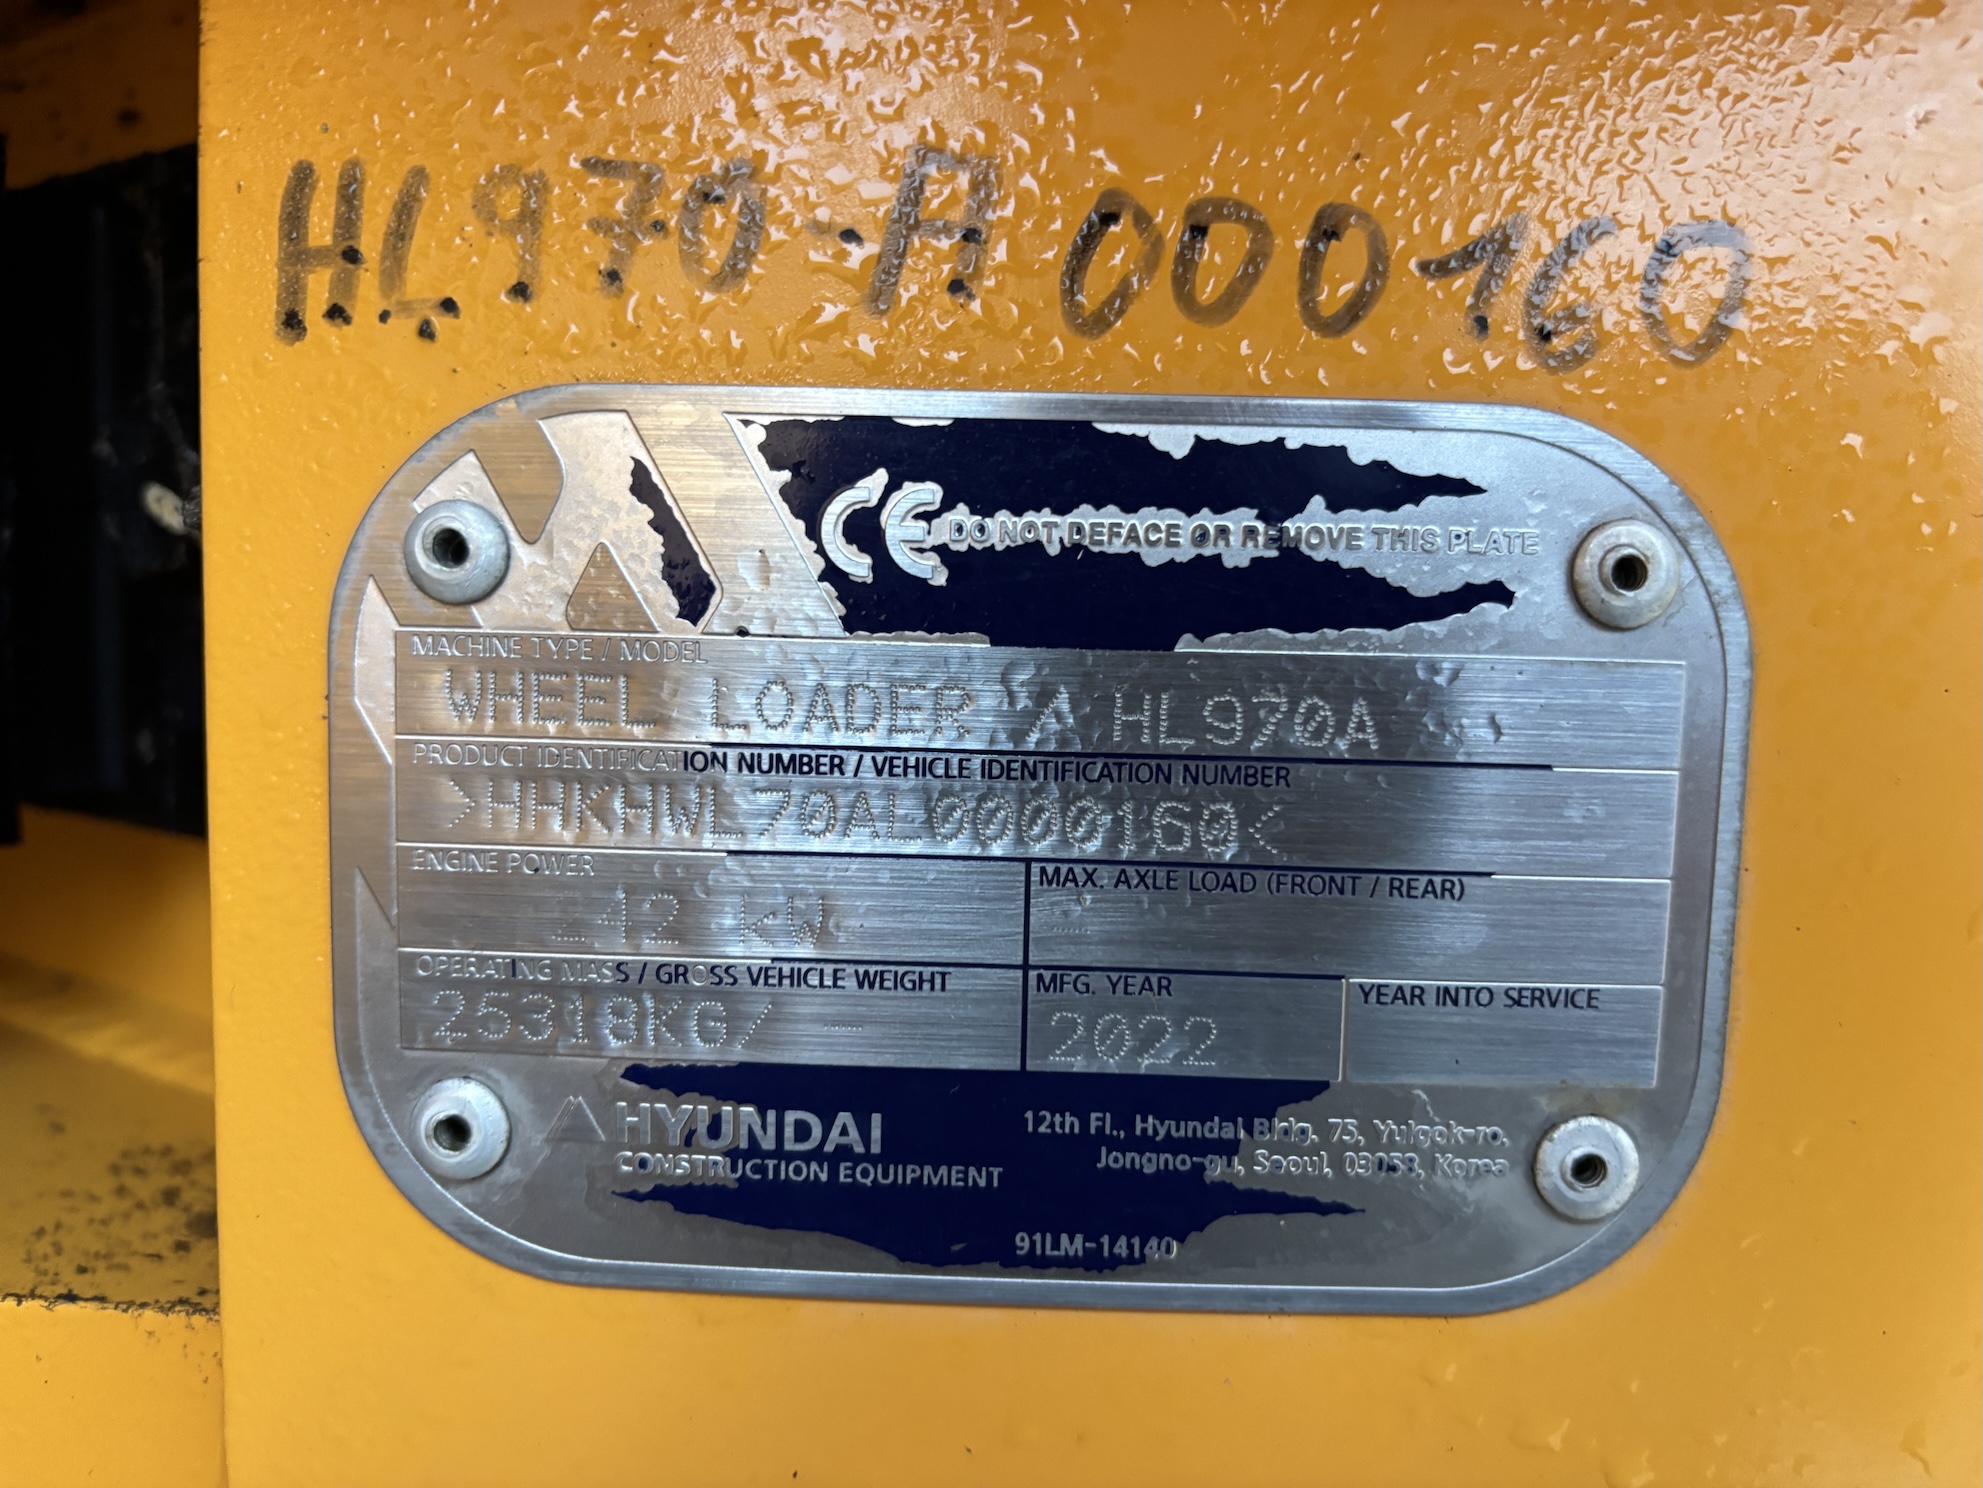 HL970-A 000160
CE DO NOT DEFACE OR REMOVE THIS PLATE
MACHINE TYPE / MODEL
WHEEL LOADER / HL970A
PRODUCT IDENTIFICATION NUMBER / VEHICLE IDENTIFICATION NUMBER
>HHKHWL70AL0000160<
ENGINE POWER
242 kW
MAX. AXLE LOAD (FRONT / REAR)
OPERATING MASS / GROSS VEHICLE WEIGHT
25318KG/ --
MFG. YEAR
2022
YEAR INTO SERVICE
HYUNDAI
CONSTRUCTION EQUIPMENT
12th Fl., Hyundai Bldg. 75, Yulgok-ro,
Jongno-gu, Seoul, 03058, Korea
91LM-14140